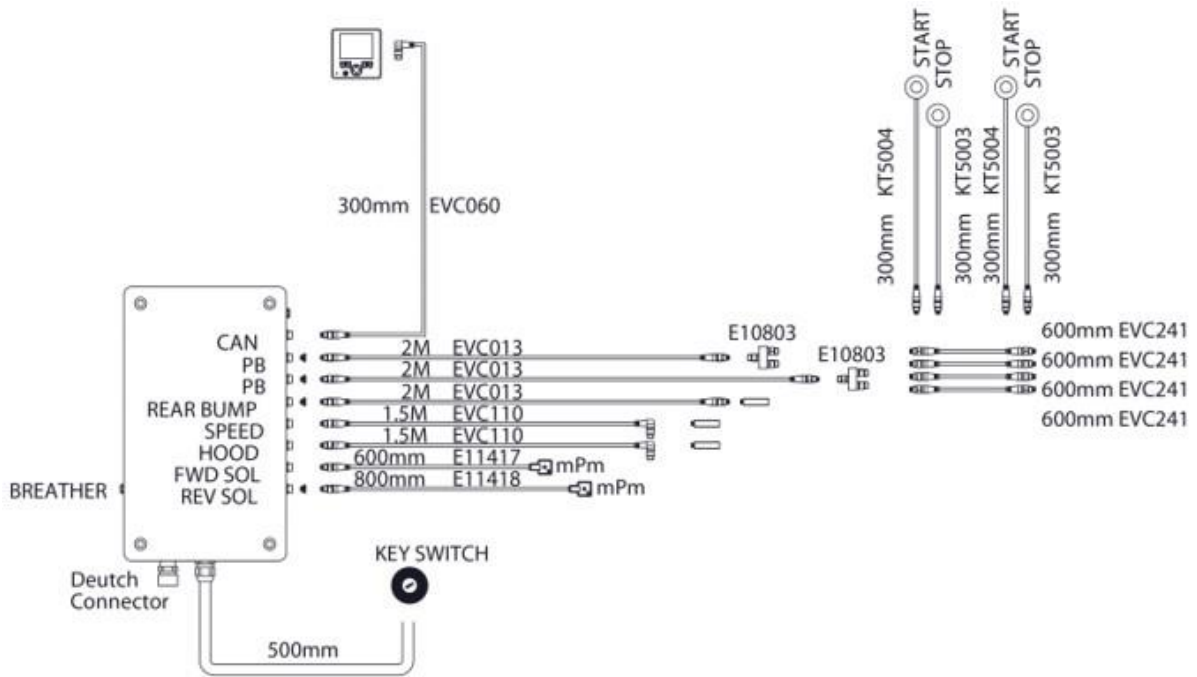 START
STOP
START
STOP
300mm KT5004
300mm KT5003
300mm KT5004
300mm KT5003
300mm EVC060
CAN
PB
PB
REAR BUMP
SPEED
HOOD
FWD SOL
REV SOL
2M EVC013
2M EVC013
2M EVC013
1.5M EVC110
1.5M EVC110
600mm E11417
800mm E11418
mPm
mPm
E10803
E10803
600mm EVC241
600mm EVC241
600mm EVC241
600mm EVC241
BREATHER
Deutch
Connector
KEY SWITCH
500mm